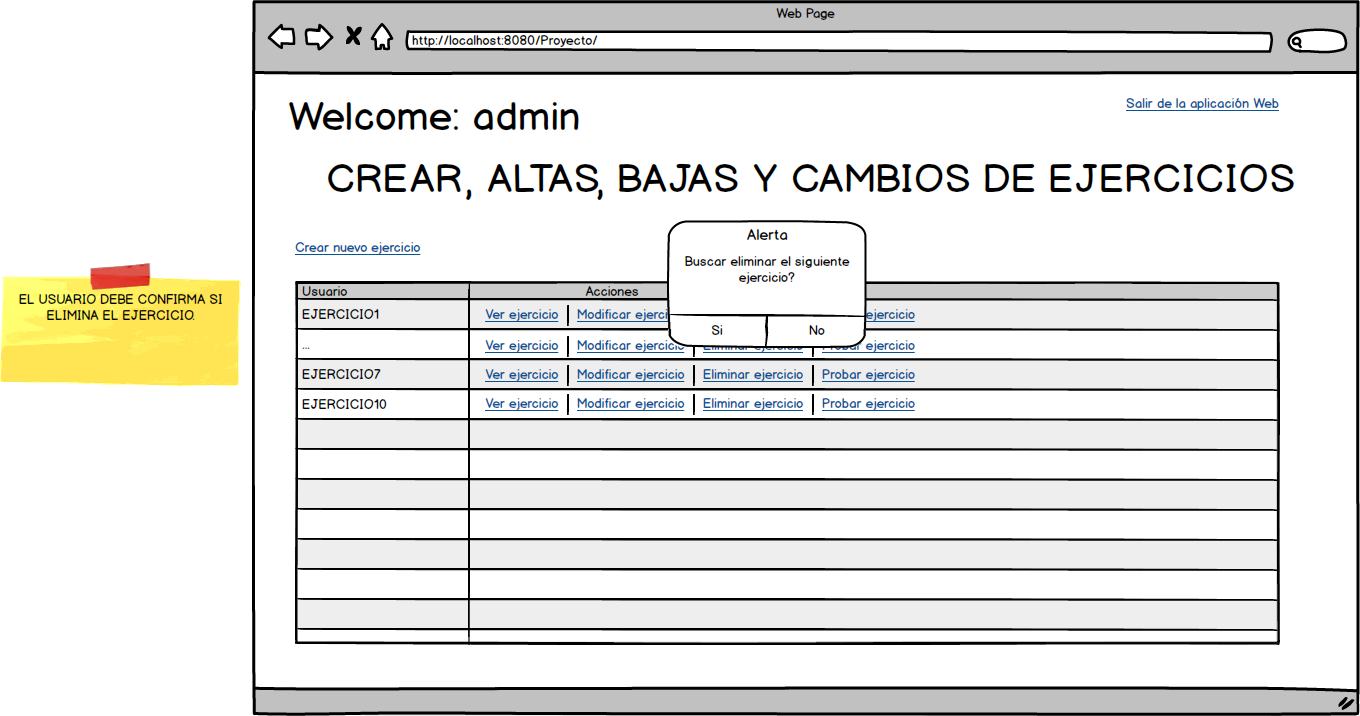 Web Page
http://localhost:8080/Proyecto/
Welcome: admin
Salir de la aplicación Web
CREAR, ALTAS, BAJAS Y CAMBIOS DE EJERCICIOS
Crear nuevo ejercicio
Alerta
Buscar eliminar el siguiente
ejercicio?
Si No
EL USUARIO DEBE CONFIRMA SI
ELIMINA EL EJERCICIO.
Usuario Acciones
EJERCICIO1 Ver ejercicio Modificar ejercicio
... Ver ejercicio Modificar ejercicio Eliminar ejercicio Probar ejercicio
EJERCICIO7 Ver ejercicio Modificar ejercicio Eliminar ejercicio Probar ejercicio
EJERCICIO10 Ver ejercicio Modificar ejercicio Eliminar ejercicio Probar ejercicio